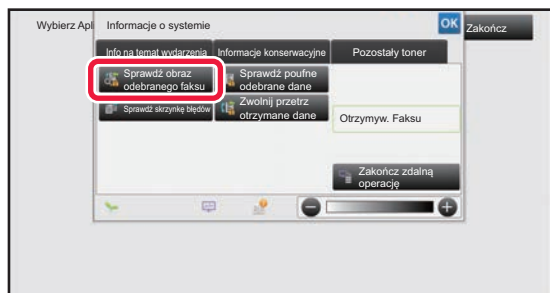 Wybierz Apl
Informacje o systemie
OK
Zakończ
Info na temat wydarzenia
Informacje konserwacyjne
Pozostały toner
Sprawdź obraz
odebranego faksu
Sprawdź poufne
odebrane dane
Sprawdź skrzynkę błędów
Zwolnij przetrz
otrzymane dane
Otrzymyw. Faksu
Zakończ zdalną
operację